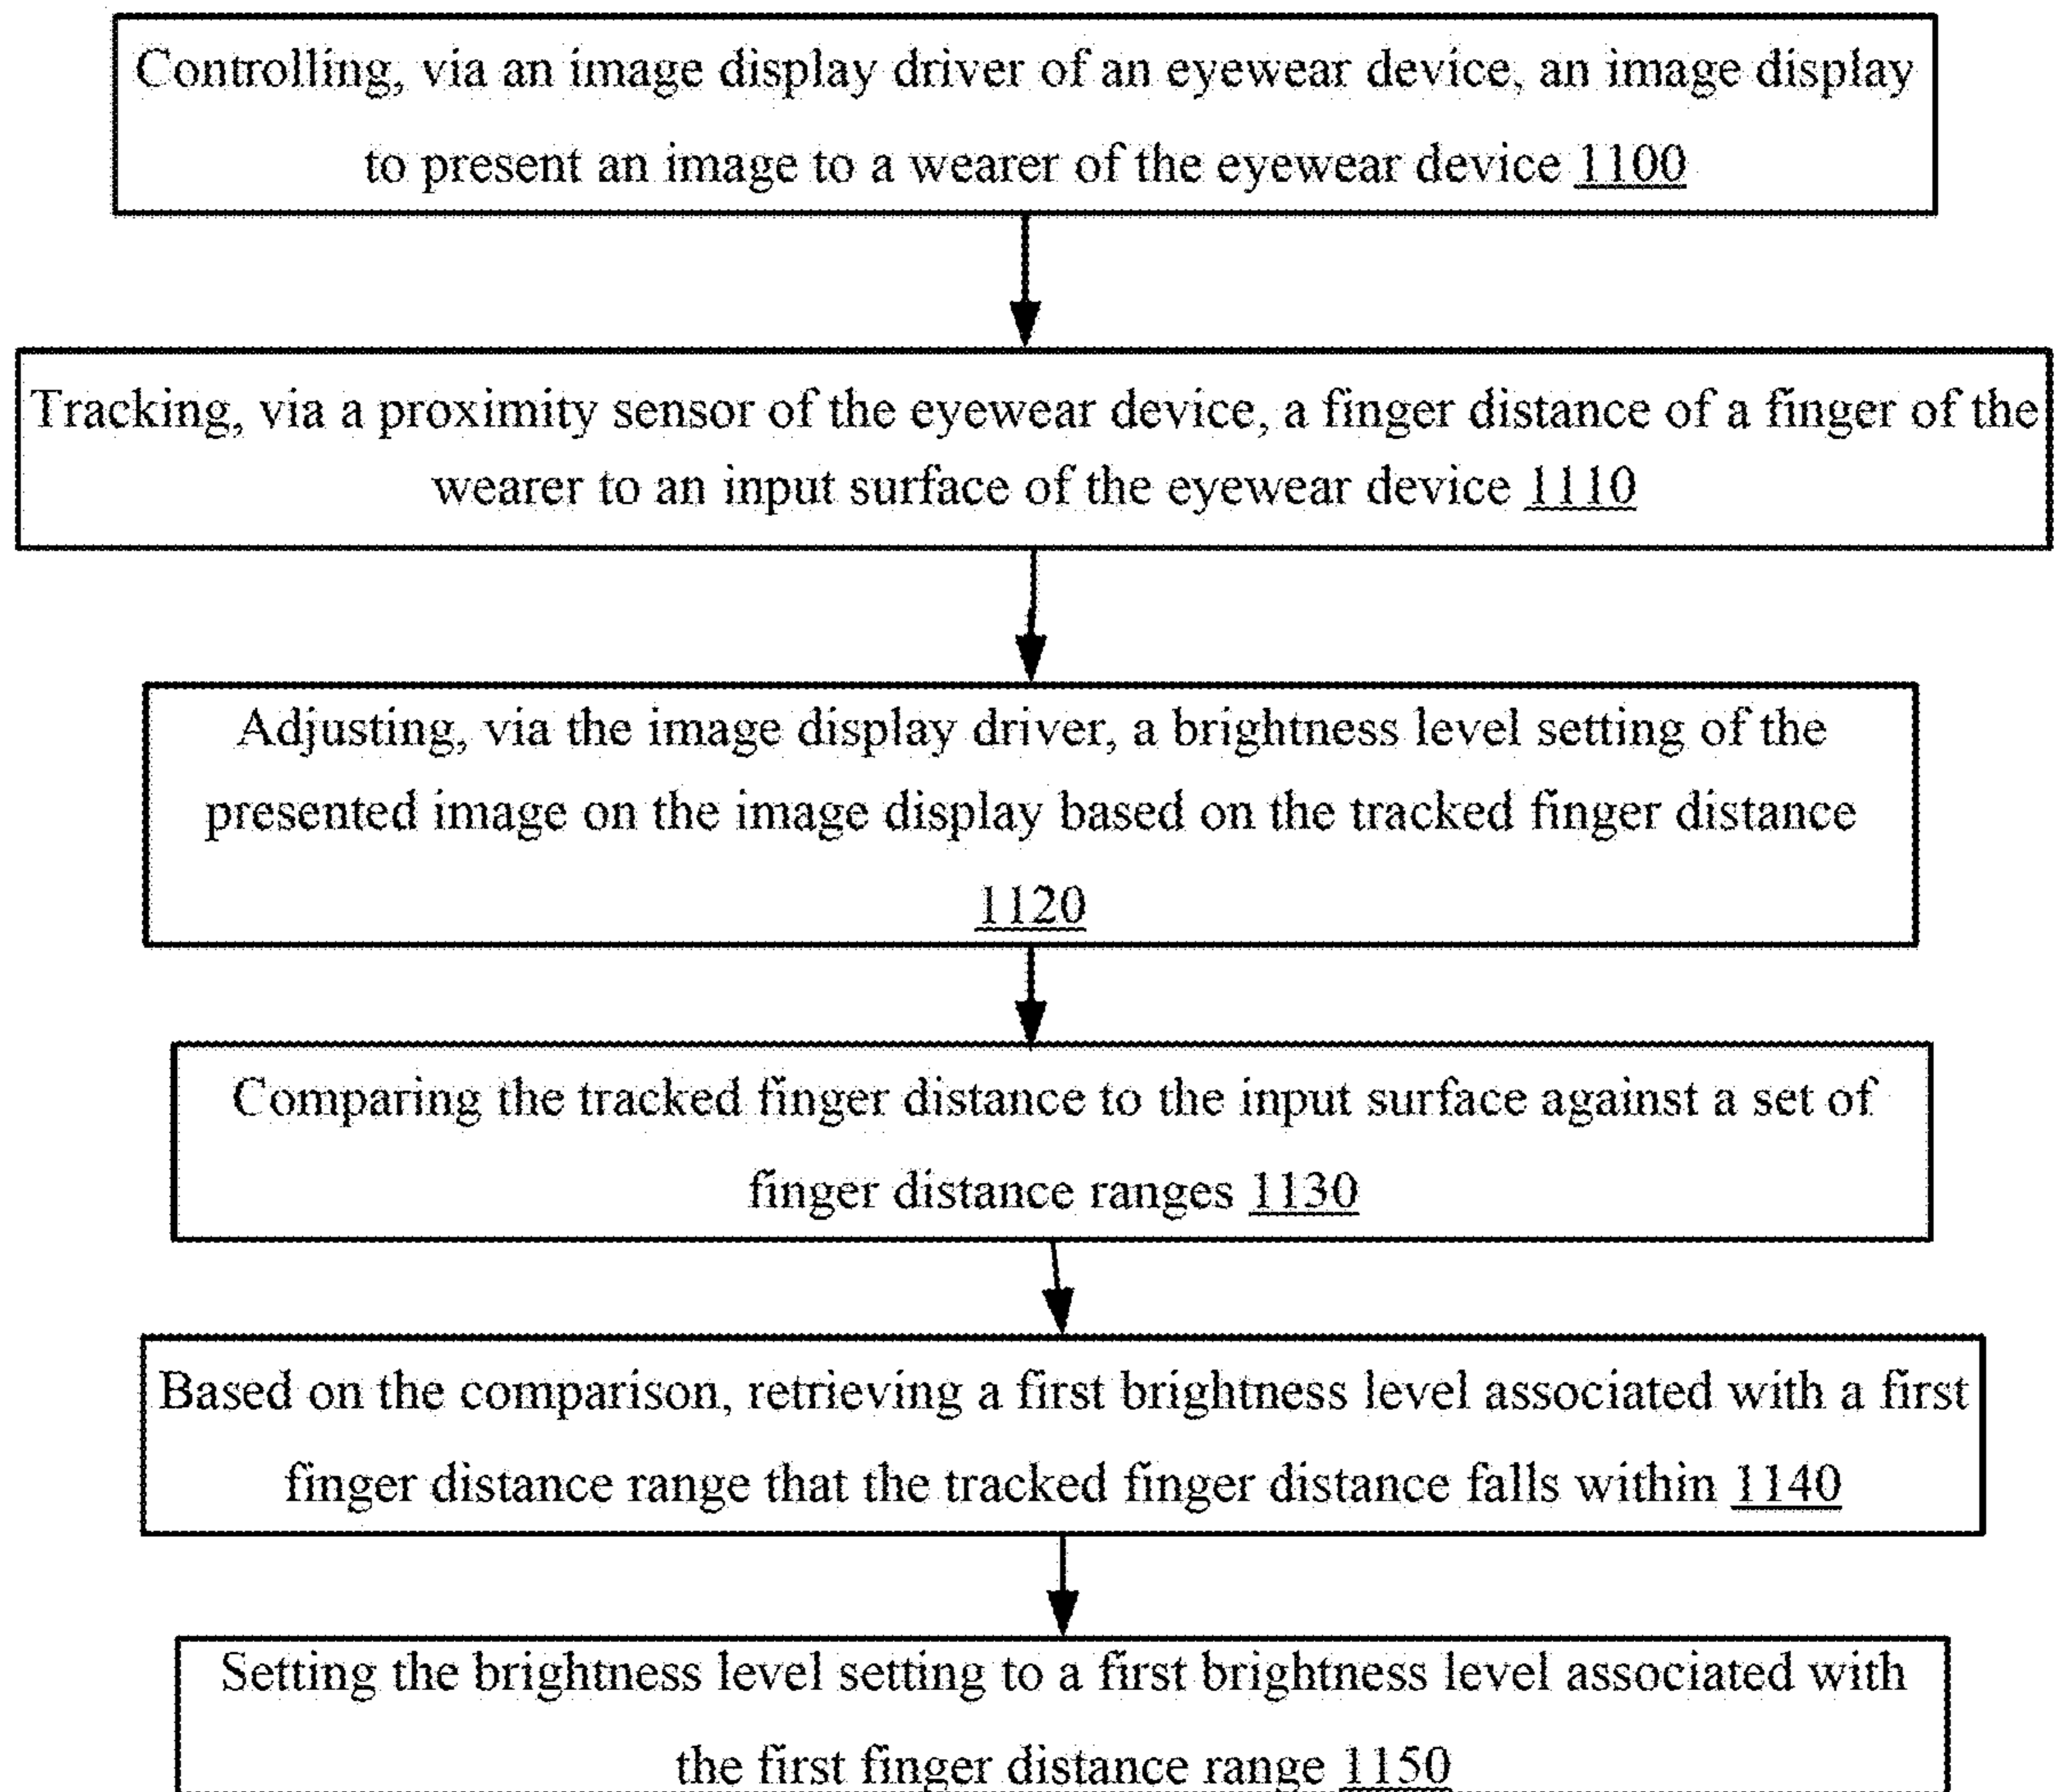 Controlling, via an image display driver of an eyewear device, an image display
to present an image to a wearer of the eyewear device 1100
Tracking, via a proximity sensor of the eyewear device, a finger distance of a finger of the
wearer to an input surface of the eyewear device 1110
Adjusting, via the image display driver, a brightness level setting of the
presented image on the image display based on the tracked finger distance
1120
Comparing the tracked finger distance to the input surface against a set of
finger distance ranges 1130
Based on the comparison, retrieving a first brightness level associated with a first
finger distance range that the tracked finger distance falls within 1140
Setting the brightness level setting to a first brightness level associated with
the first finger distance range 1150